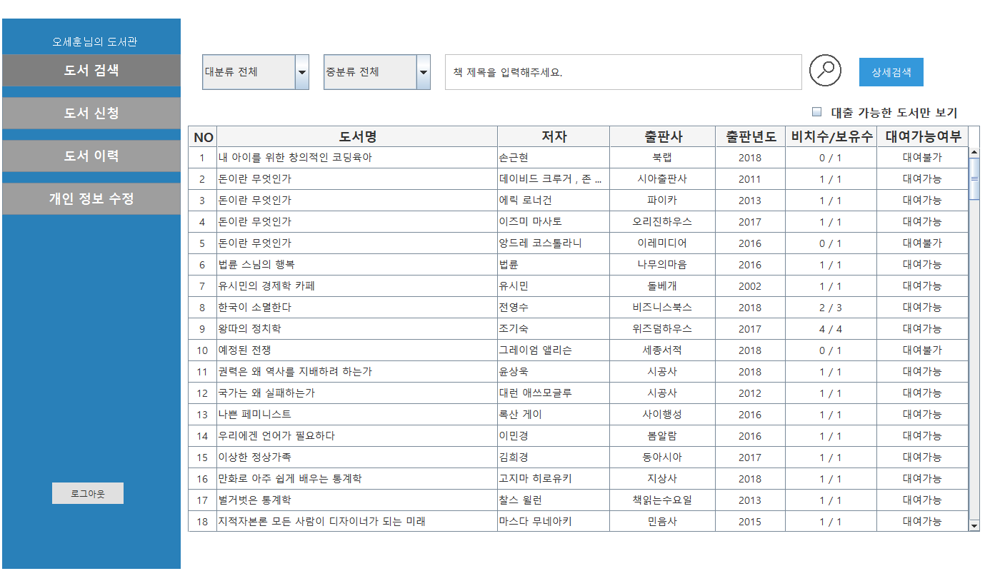 오세훈님의 도서관
도서 검색
도서 신청
도서 이력
개인 정보 수정
로그아웃
대분류 전체 중분류 전체 책 제목을 입력해주세요. 상세검색
대출 가능한 도서만 보기
NO 도서명 저자 출판사 출판년도 비치수/보유수 대여가능여부
1 내 아이를 위한 창의적인 코딩육아 손근현 북랩 2018 0 / 1 대여불가
2 돈이란 무엇인가 데이비드 크루거 , 존 ... 시아출판사 2011 1 / 1 대여가능
3 돈이란 무엇인가 에릭 로너건 파이카 2013 1 / 1 대여가능
4 돈이란 무엇인가 이즈미 마사토 오리진하우스 2017 1 / 1 대여가능
5 돈이란 무엇인가 앙드레 코스톨라니 이레미디어 2016 0 / 1 대여불가
6 법륜 스님의 행복 법륜 나무의마음 2016 1 / 1 대여가능
7 유시민의 경제학 카페 유시민 돌베개 2002 1 / 1 대여가능
8 한국이 소멸한다 전영수 비즈니스북스 2018 2 / 3 대여가능
9 왕따의 정치학 조기숙 위즈덤하우스 2017 4 / 4 대여가능
10 예정된 전쟁 그레이엄 앨리슨 세종서적 2018 0 / 1 대여불가
11 권력은 왜 역사를 지배하려 하는가 윤상욱 시공사 2018 1 / 1 대여가능
12 국가는 왜 실패하는가 대런 애쓰모글루 시공사 2012 1 / 1 대여가능
13 나쁜 페미니스트 록산 게이 사이행성 2016 1 / 1 대여가능
14 우리에겐 언어가 필요하다 이민경 봄알람 2016 1 / 1 대여가능
15 이상한 정상가족 김희경 동아시아 2017 1 / 1 대여가능
16 만화로 아주 쉽게 배우는 통계학 고지마 히로유키 지상사 2018 1 / 1 대여가능
17 벌거벗은 통계학 찰스 윌런 책읽는수요일 2013 1 / 1 대여가능
18 지적자본론 모든 사람이 디자이너가 되는 미래 마스다 무네아키 민음사 2015 1 / 1 대여가능